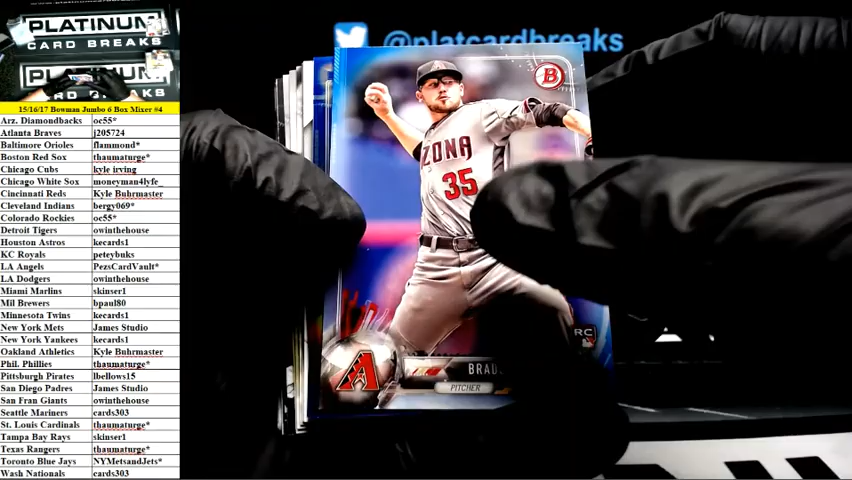 PLATINUM
CARD BREAKS
PLATINUM
CARD BREAKS
15/16/17 Bowman Jumbo 6 Box Mixer #4
Arz. Diamondbacks oc55*
Atlanta Braves j205724
Baltimore Orioles flammond*
Boston Red Sox thaumaturge*
Chicago Cubs kyle irving
Chicago White Sox moneyman4lyfe_
Cincinnati Reds Kyle Buhrmaster
Cleveland Indians bergy069*
Colorado Rockies oc55*
Detroit Tigers owinthehouse
Houston Astros kecards1
KC Royals peteybuks
LA Angels PezsCardVault*
LA Dodgers owinthehouse
Miami Marlins skinser1
Mil Brewers bpaul80
Minnesota Twins kecards1
New York Mets James Studio
New York Yankees kecards1
Oakland Athletics Kyle Buhrmaster
Phil. Phillies thaumaturge*
Pittsburgh Pirates lbellows15
San Diego Padres James Studio
San Fran Giants owinthehouse
Seattle Mariners cards303
St. Louis Cardinals thaumaturge*
Tampa Bay Rays skinser1
Texas Rangers thaumaturge*
Toronto Blue Jays NYMetsandJets*
Wash Nationals cards303
@platcardbreaks
B
ZONA
35
RC
A
BRAD
PITCHER